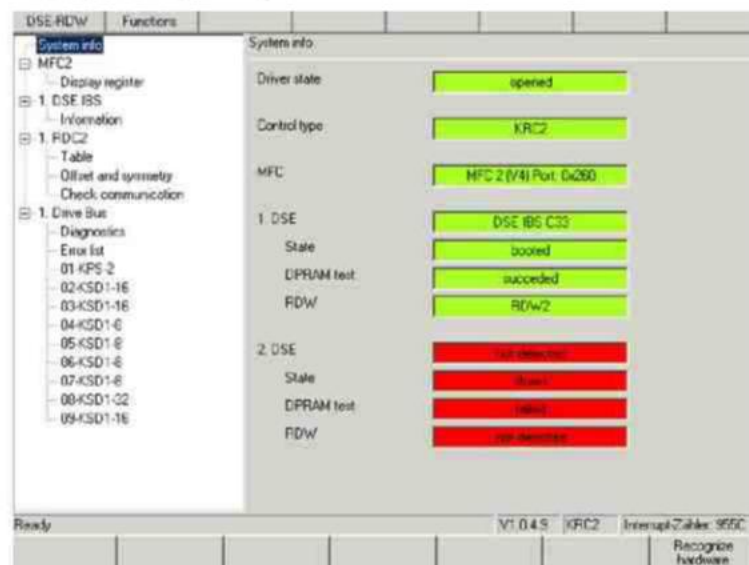 DSE-RDW Functions
System info
System info
MFC2
Display register
1. DSE IBS
Information
1. RDC2
Table
Offset and symmetry
Check communication
1. Drive Bus
Diagnostics
Error list
01-KPS-2
02-KSD1-16
03-KSD1-16
04-KSD1-8
05-KSD1-8
06-KSD1-8
07-KSD1-8
08-KSD1-32
09-KSD1-16
Driver state opened
Control type KRC2
MFC MFC 2 (V4) Port: 0x260
1. DSE DSE IBS C33
State booted
DPRAM test succeded
RDW RDW2
2. DSE not detected
State
DPRAM test failed
RDW not detected
Ready V1.0.4.9 KRC2 Interrupt-Zähler: 955C
Recognize
hardware